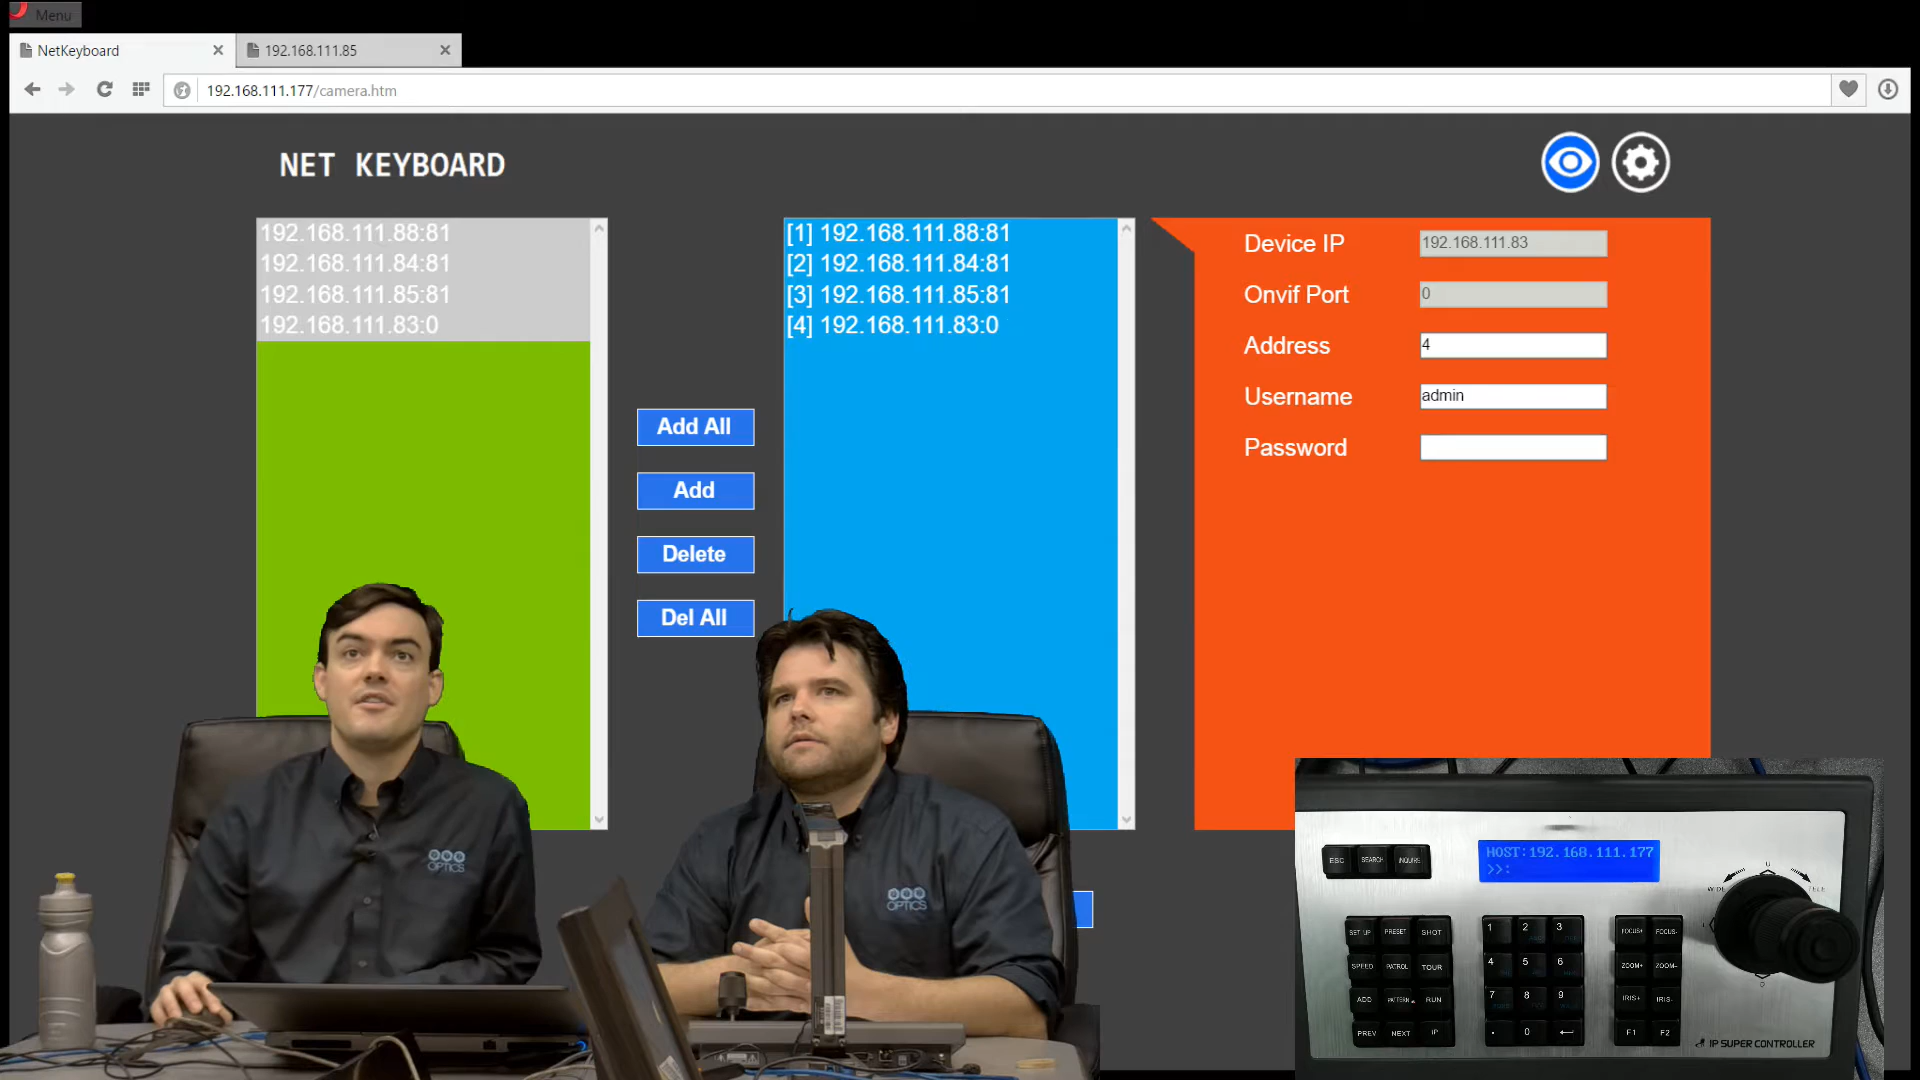 Menu
NetKeyboard
192.168.111.85
192.168.111.177/camera.htm
NET KEYBOARD
192.168.111.88:81
192.168.111.84:81
192.168.111.85:81
192.168.111.83:0
Add All
Add
Delete
Del All
[1] 192.168.111.88:81
[2] 192.168.111.84:81
[3] 192.168.111.85:81
[4] 192.168.111.83:0
Device IP 192.168.111.83
Onvif Port 0
Address 4
Username admin
Password
OPTICS
OPTICS
ESC SEARCH INQUIRE
HOST:192.168.111.177
>>:
U
WIDE TELE
SET UP PRESET SHOT 1 2 3 FOCUS+ FOCUS-
SPEED PATROL TOUR 4 5 6 ZOOM+ ZOOM-
ADD PATTERN RUN 7 8 9 IRIS+ IRIS-
PREV NEXT IP . 0 F1 F2
D
IP SUPER CONTROLLER